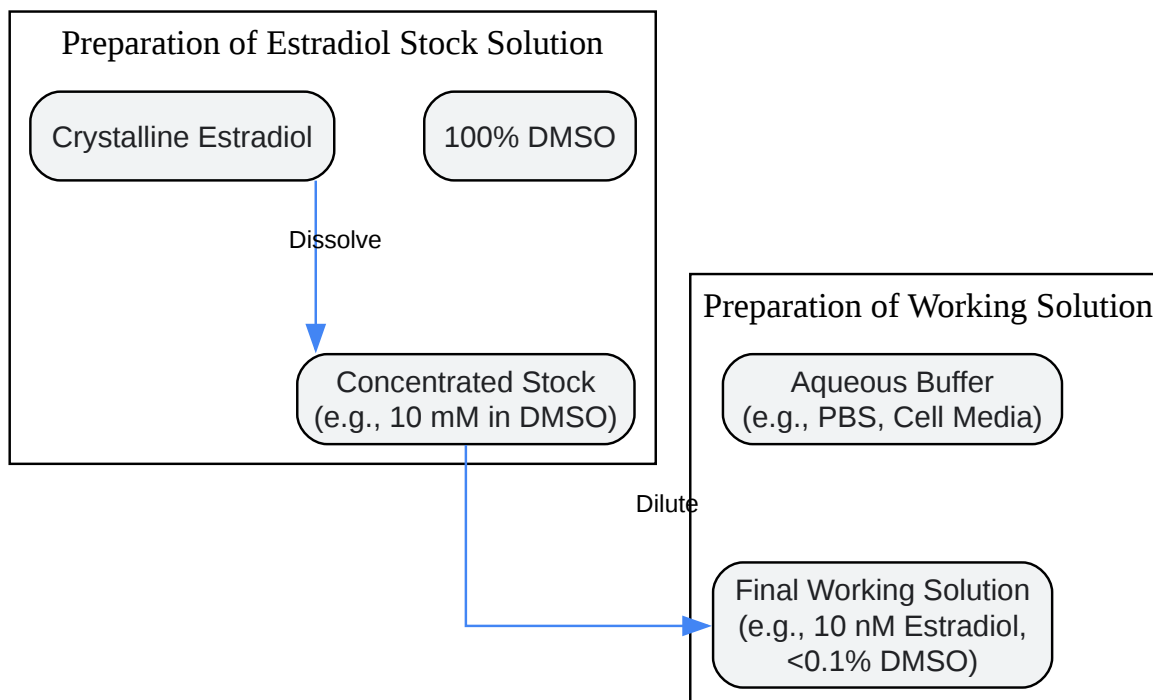 Preparation of Estradiol Stock Solution
Crystalline Estradiol
100% DMSO
Dissolve
Concentrated Stock
(e.g., 10 mM in DMSO)
Preparation of Working Solution
Aqueous Buffer
(e.g., PBS, Cell Media)
Dilute
Final Working Solution
(e.g., 10 nM Estradiol,
<0.1% DMSO)